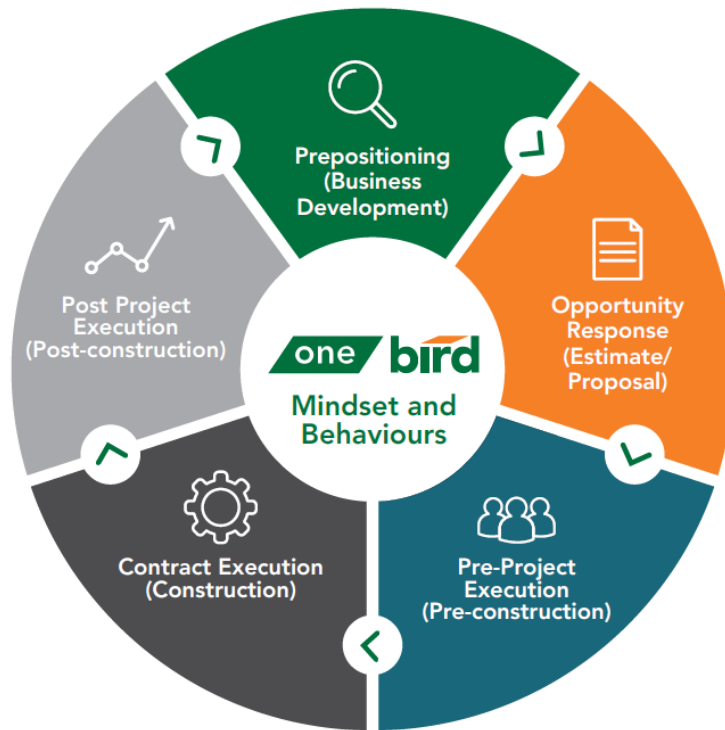 Prepositioning
(Business
Development)
Opportunity
Response
(Estimate/
Proposal)
Pre-Project
Execution
(Pre-construction)
Contract Execution
(Construction)
Post Project
Execution
(Post-construction)
one bird
Mindset and
Behaviours